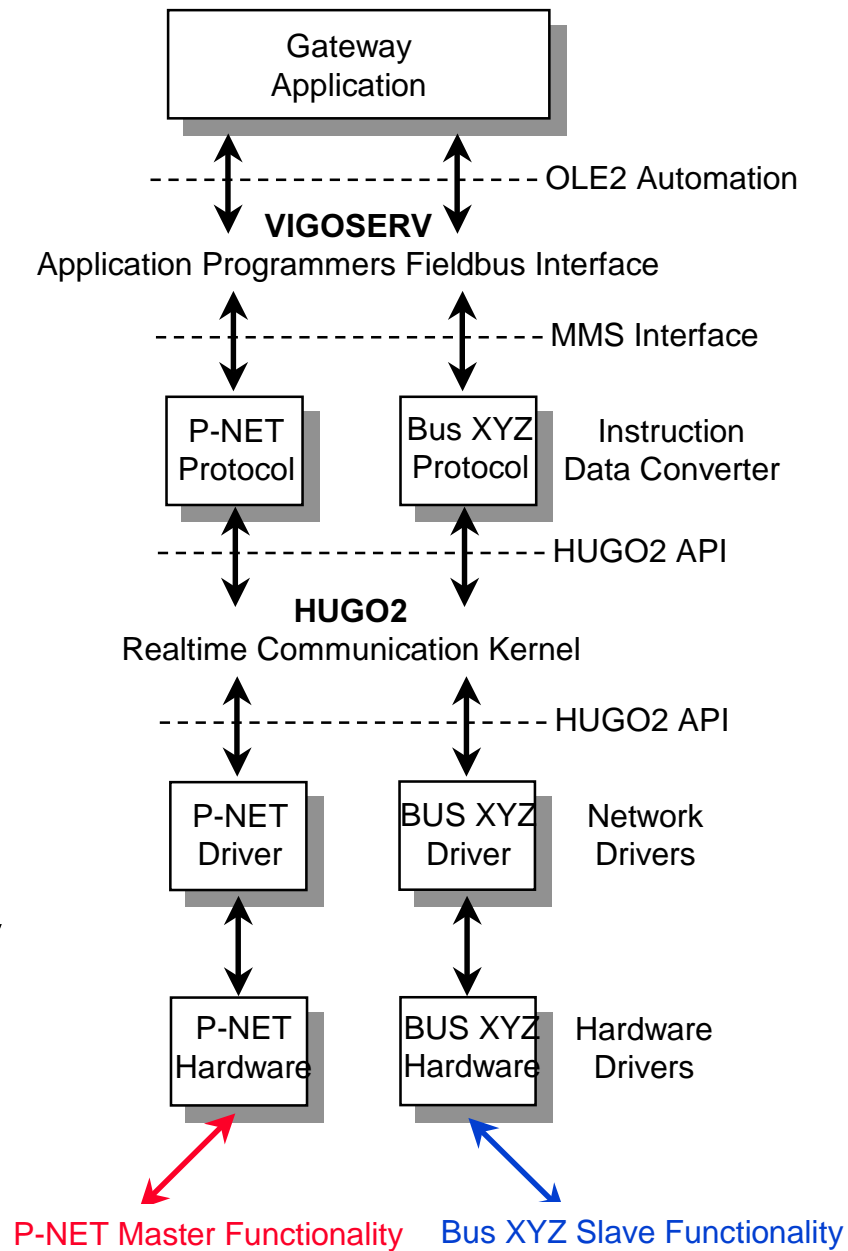 Gateway
Application
OLE2 Automation
VIGOSERV
Application Programmers Fieldbus Interface
MMS Interface
P-NET
Protocol
Bus XYZ
Protocol
Instruction
Data Converter
HUGO2 API
HUGO2
Realtime Communication Kernel
HUGO2 API
P-NET
Driver
BUS XYZ
Driver
Network
Drivers
P-NET
Hardware
BUS XYZ
Hardware
Hardware
Drivers
P-NET Master Functionality
Bus XYZ Slave Functionality